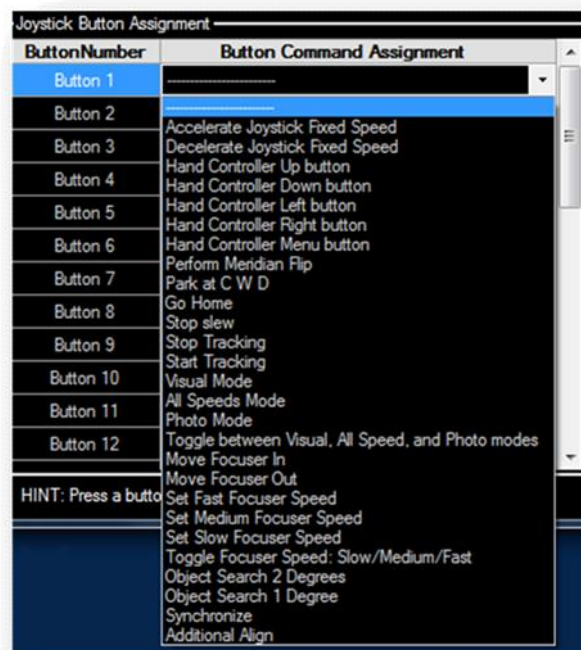 Joystick Button Assignment
ButtonNumber Button Command Assignment
Button 1 -----------------------
Button 2
Button 3
Button 4
Button 5
Button 6
Button 7
Button 8
Button 9
Button 10
Button 11
Button 12
HINT: Press a butto
-----------------------
Accelerate Joystick Fixed Speed
Decelerate Joystick Fixed Speed
Hand Controller Up button
Hand Controller Down button
Hand Controller Left button
Hand Controller Right button
Hand Controller Menu button
Perform Meridian Flip
Park at C W D
Go Home
Stop slew
Stop Tracking
Start Tracking
Visual Mode
All Speeds Mode
Photo Mode
Toggle between Visual, All Speed, and Photo modes
Move Focuser In
Move Focuser Out
Set Fast Focuser Speed
Set Medium Focuser Speed
Set Slow Focuser Speed
Toggle Focuser Speed: Slow/Medium/Fast
Object Search 2 Degrees
Object Search 1 Degree
Synchronize
Additional Align